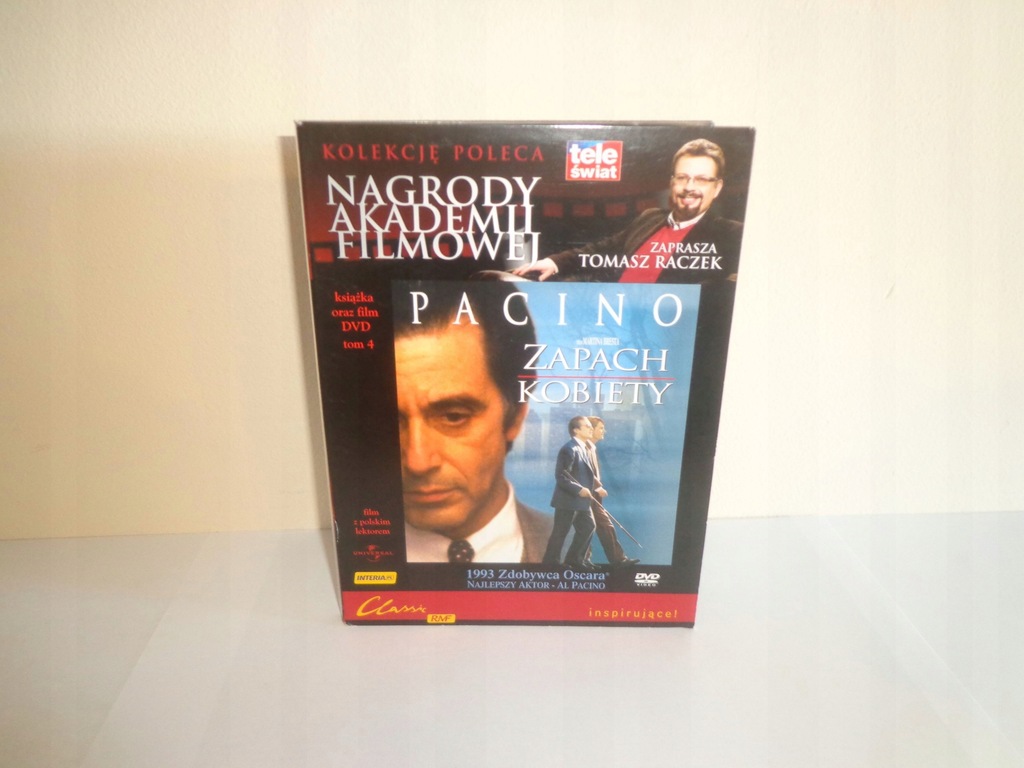 KOLEKCJĘ POLECA
tele
świat
NAGRODY
AKADEMII
FILMOWEJ
ZAPRASZA
TOMASZ RACZEK
książka
oraz film
DVD
tom 4
PACINO
ZAPACH
KOBIETY
film
z polskim
lektorem
UNIVERSAL
INTERIA.PL
1993 Zdobywca Oscara®
NAJLEPSZY AKTOR - AL PACINO
DVD
VIDEO
Classic
RMF
inspirujące!